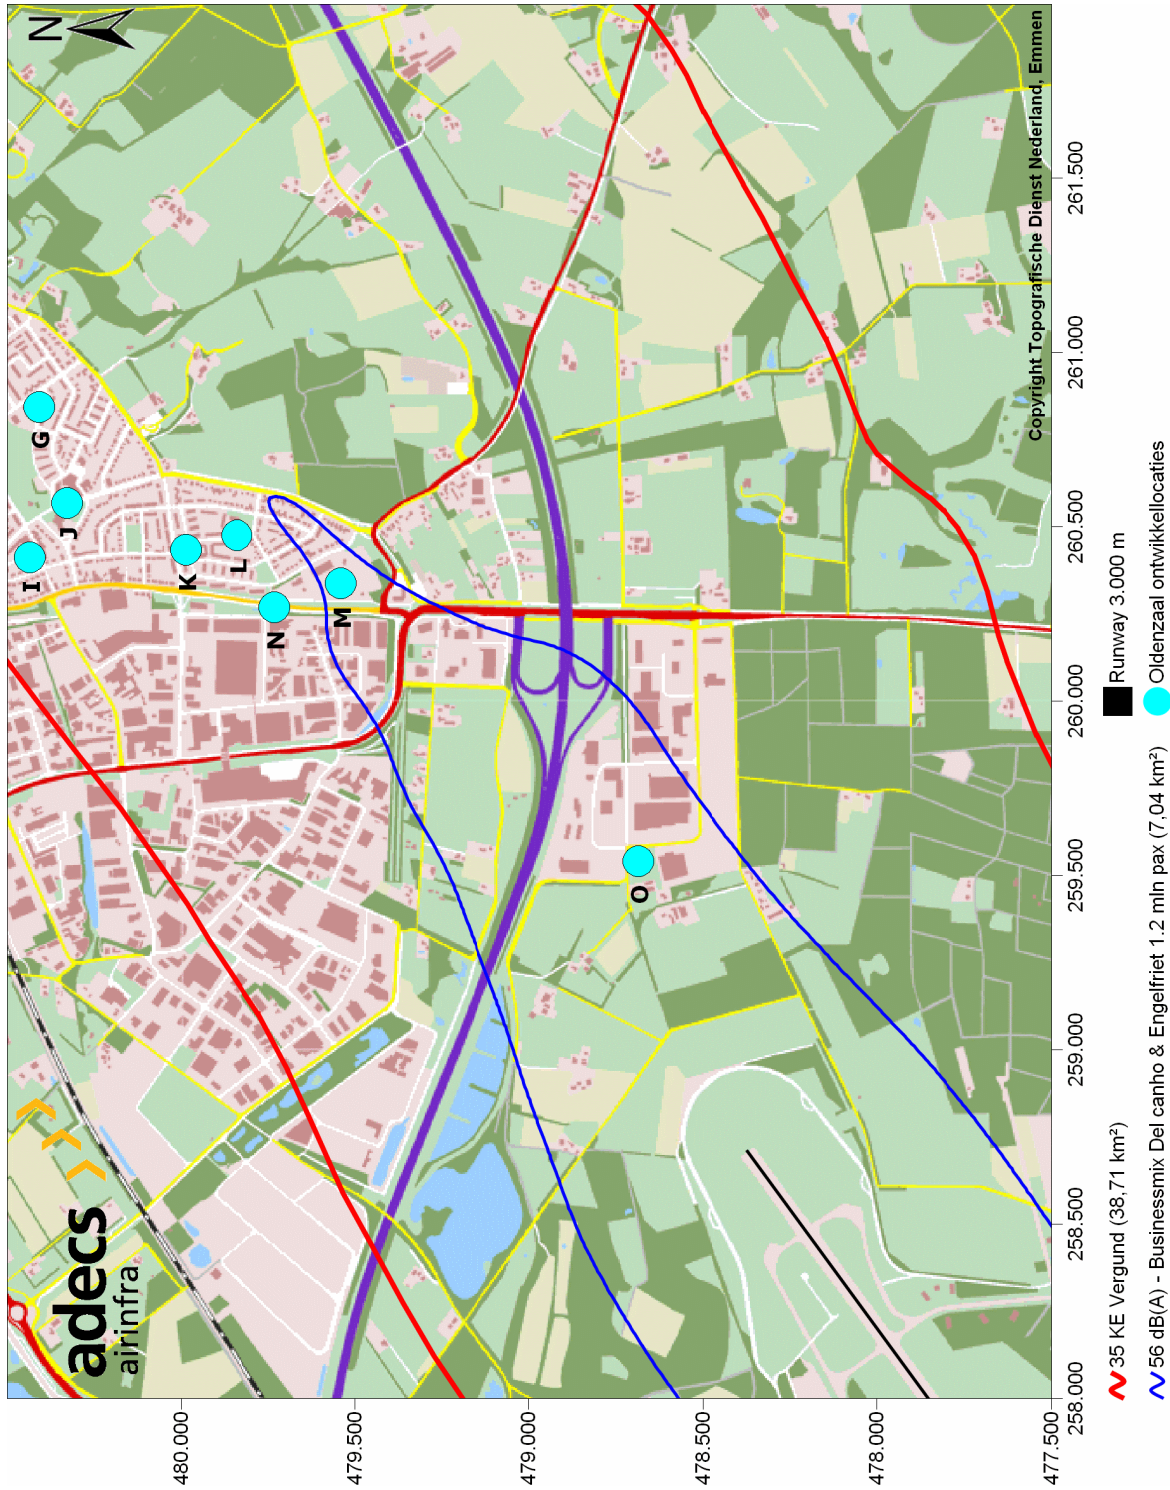 N
adecs
airinfra
G
I
J
K
L
N
M
O
Copyright Topografische Dienst Nederland, Emmen
480.000
479.500
479.000
478.500
478.000
477.500
258.000
258.500
259.000
259.500
260.000
260.500
261.000
261.500
35 KE Vergund (38,71 km²)
Runway 3.000 m
56 dB(A) - Businessmix Del canho & Engelfriet 1.2 mln pax (7,04 km²)
Oldenzaal ontwikkellocaties